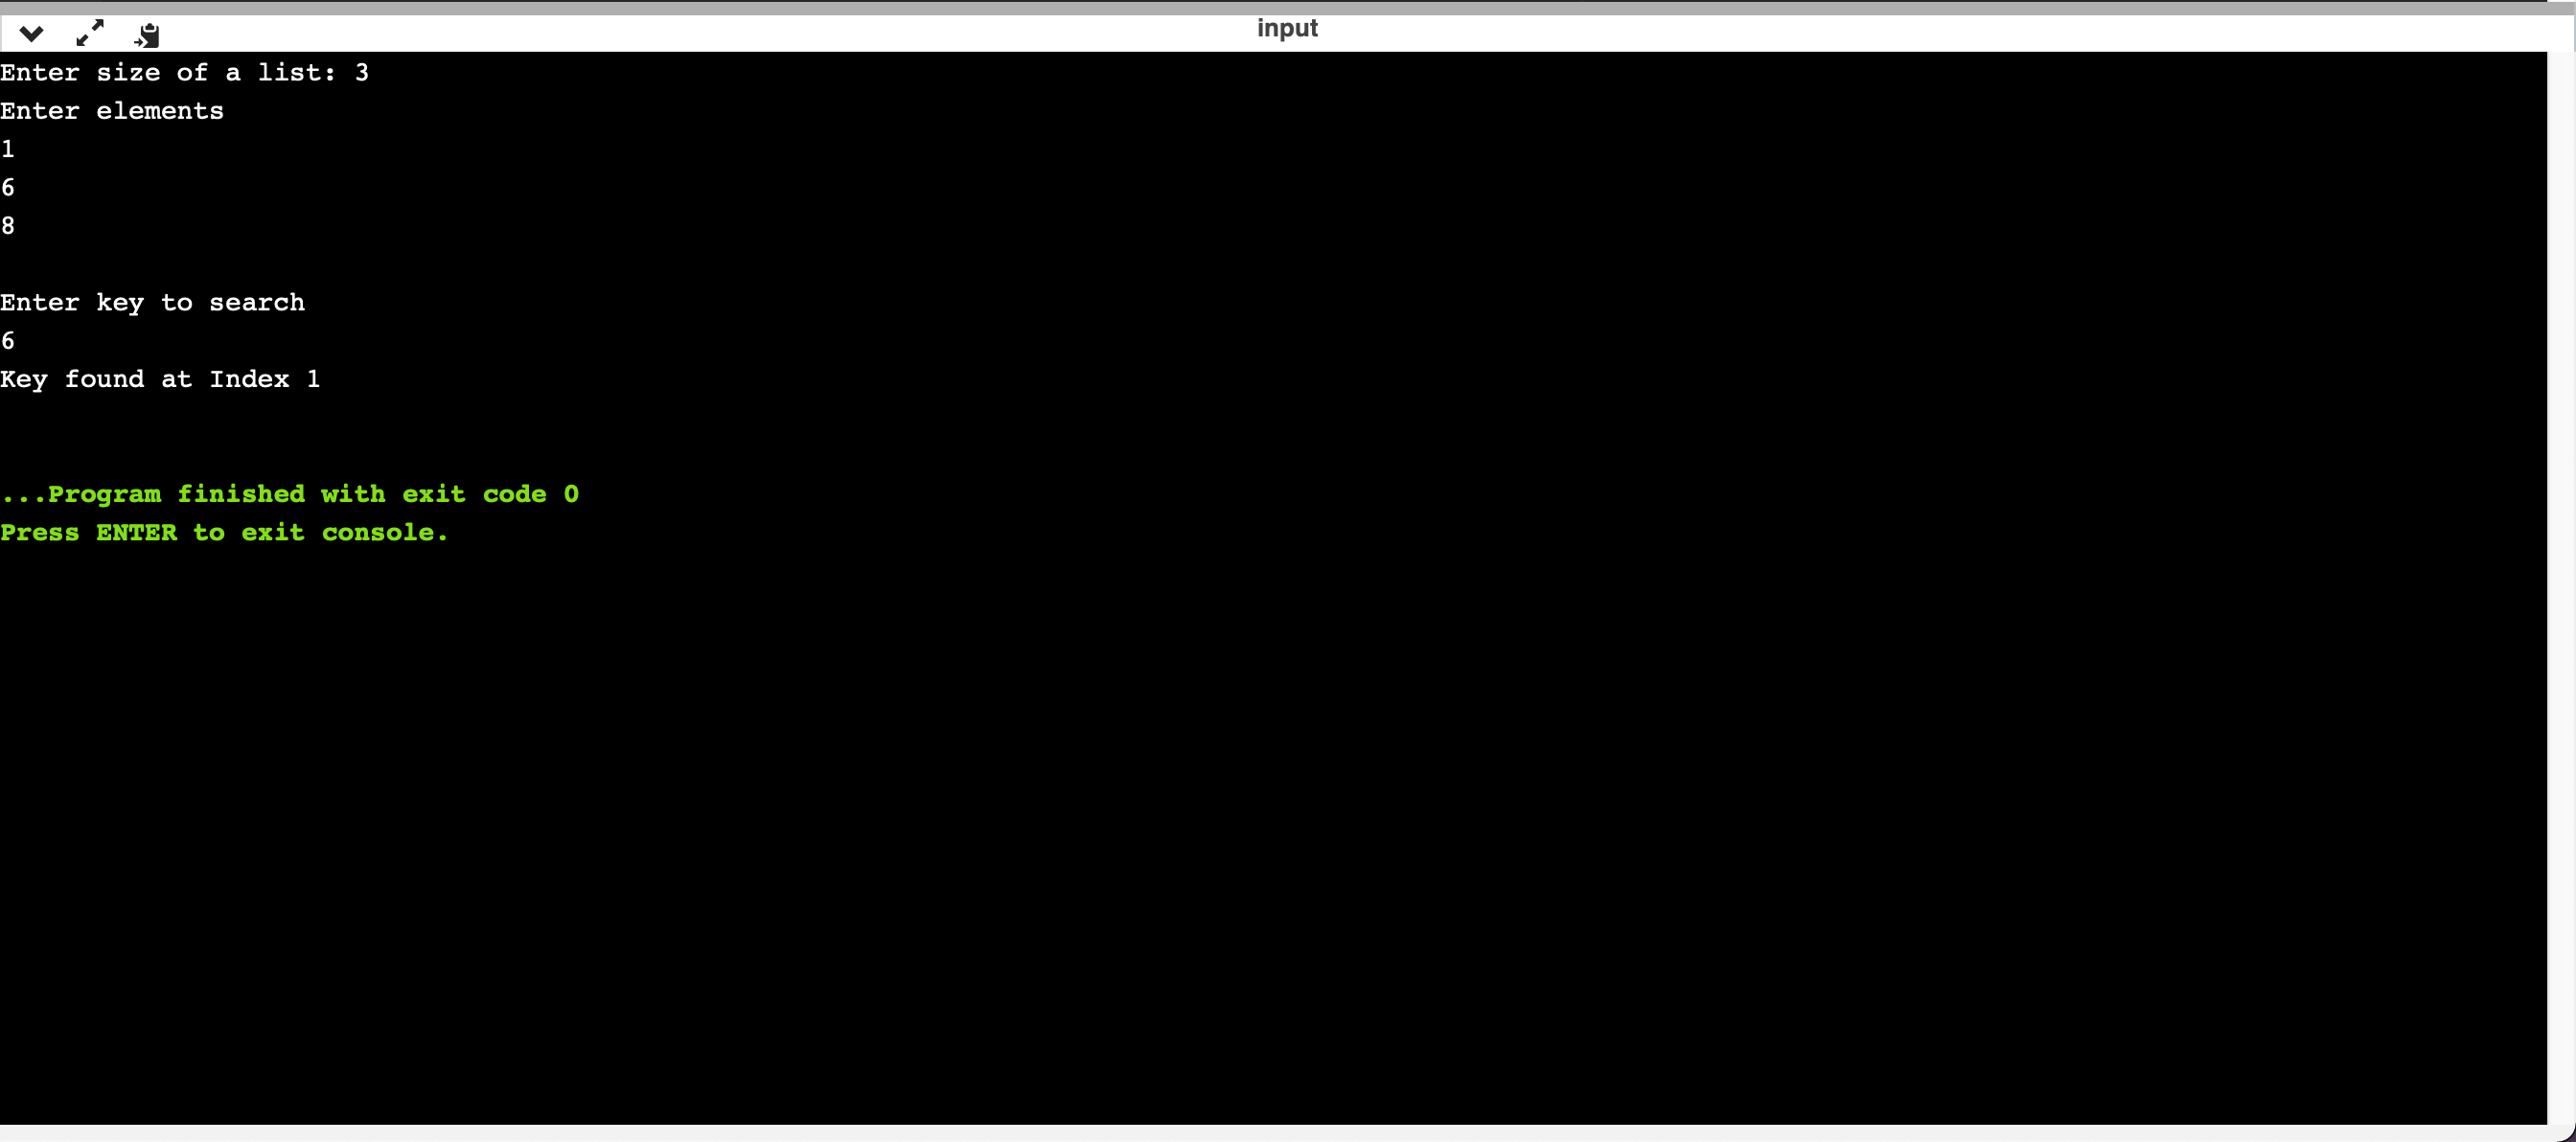 input
Enter size of a list: 3
Enter elements
1
6
8
Enter key to search
6
Key found at Index 1
...Program finished with exit code 0
Press ENTER to exit console.